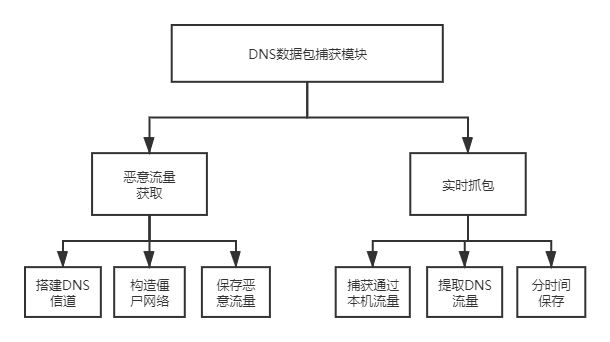 DNS数据包捕获模块
恶意流量
获取
实时抓包
搭建DNS
信道
构造僵
尸网络
保存恶
意流量
捕获通过
本机流量
提取DNS
流量
分时间
保存